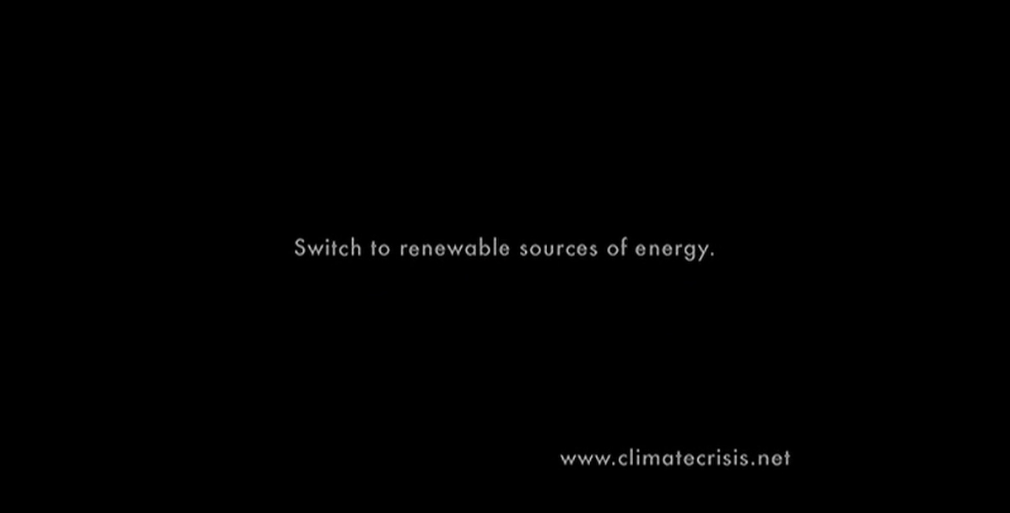 Switch to renewable sources of energy.
www.climatecrisis.net